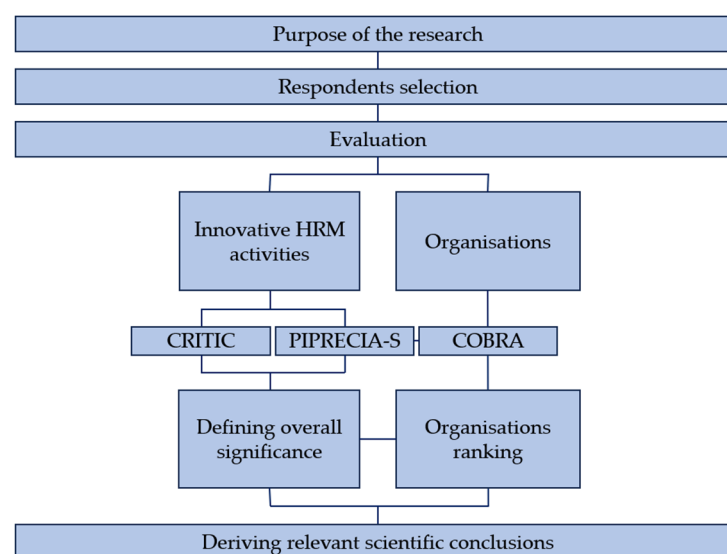 Purpose of the research
Respondents selection
Evaluation
Innovative HRM
activities
Organisations
CRITIC
PIPRECIA-S
COBRA
Defining overall
significance
Organisations
ranking
Deriving relevant scientific conclusions